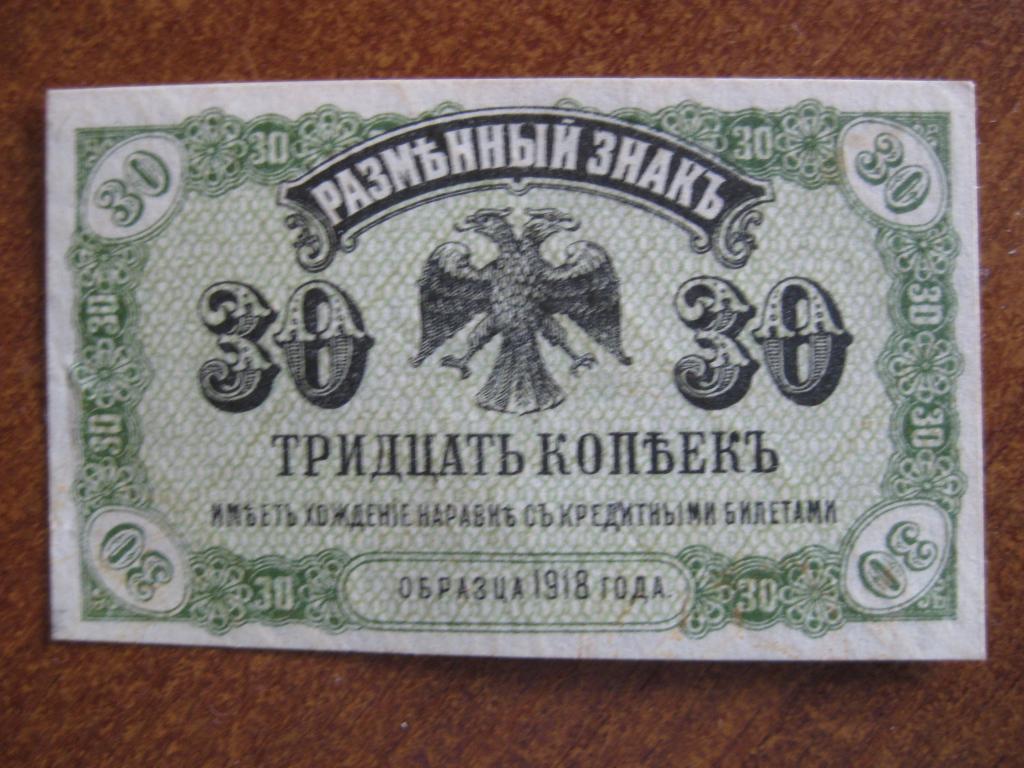 30 30 30 30
РАЗМѢННЫЙ ЗНАКЪ
30 30
30 30
30 30
ТРИДЦАТЬ КОПѢЕКЪ
ИМѢЕТЬ ХОЖДЕНІЕ НАРАВНѢ СЪ КРЕДИТНЫМИ БИЛЕТАМИ
ОБРАЗЦА 1918 ГОДА.
30 30 30 30